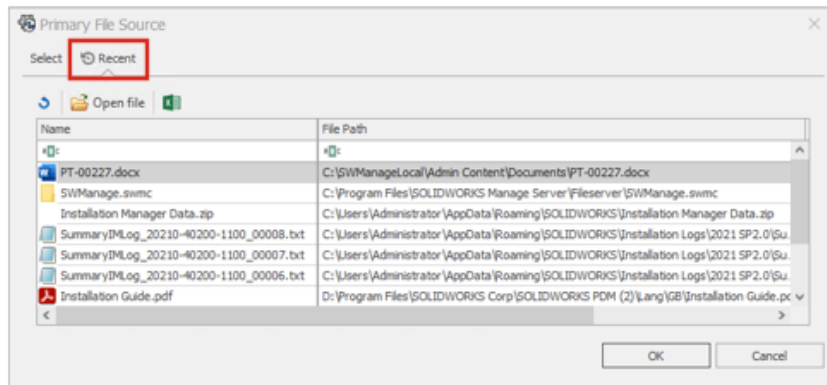 Primary File Source
Select Recent
Open file
Name File Path
PT-00227.docx C:\SWManageLocal\Admin Content\Documents\PT-00227.docx
SWManage.swmc C:\Program Files\SOLIDWORKS Manage Server\Fileserver\SWManage.swmc
Installation Manager Data.zip C:\Users\Administrator\AppData\Roaming\SOLIDWORKS\Installation Manager Data.zip
SummaryIMLog_20210-40200-1100_00008.txt C:\Users\Administrator\AppData\Roaming\SOLIDWORKS\Installation Logs\2021 SP2.0\Su.
SummaryIMLog_20210-40200-1100_00007.txt C:\Users\Administrator\AppData\Roaming\SOLIDWORKS\Installation Logs\2021 SP2.0\Su.
SummaryIMLog_20210-40200-1100_00006.txt C:\Users\Administrator\AppData\Roaming\SOLIDWORKS\Installation Logs\2021 SP2.0\Su.
Installation Guide.pdf D:\Program Files\SOLIDWORKS Corp\SOLIDWORKS PDM (2)\Lang\GB\Installation Guide.pc
OK Cancel